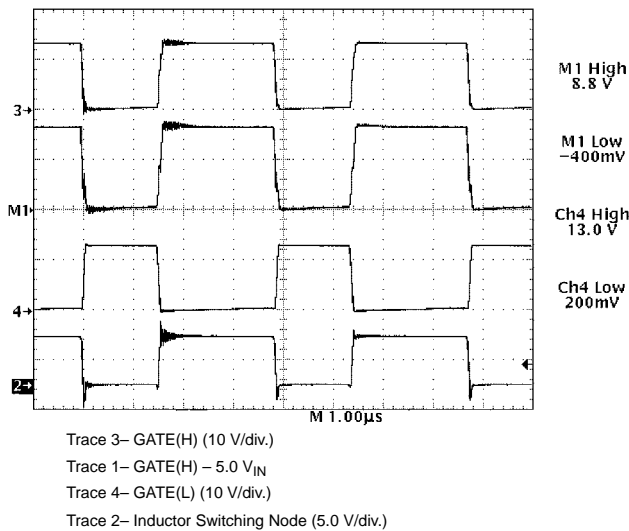 M1 High
8.8 V
3→
M1 Low
−400mV
M1→
Ch4 High
13.0 V
Ch4 Low
200mV
4→
2→
M 1.00µs
Trace 3– GATE(H) (10 V/div.)
Trace 1– GATE(H) – 5.0 VIN
Trace 4– GATE(L) (10 V/div.)
Trace 2– Inductor Switching Node (5.0 V/div.)